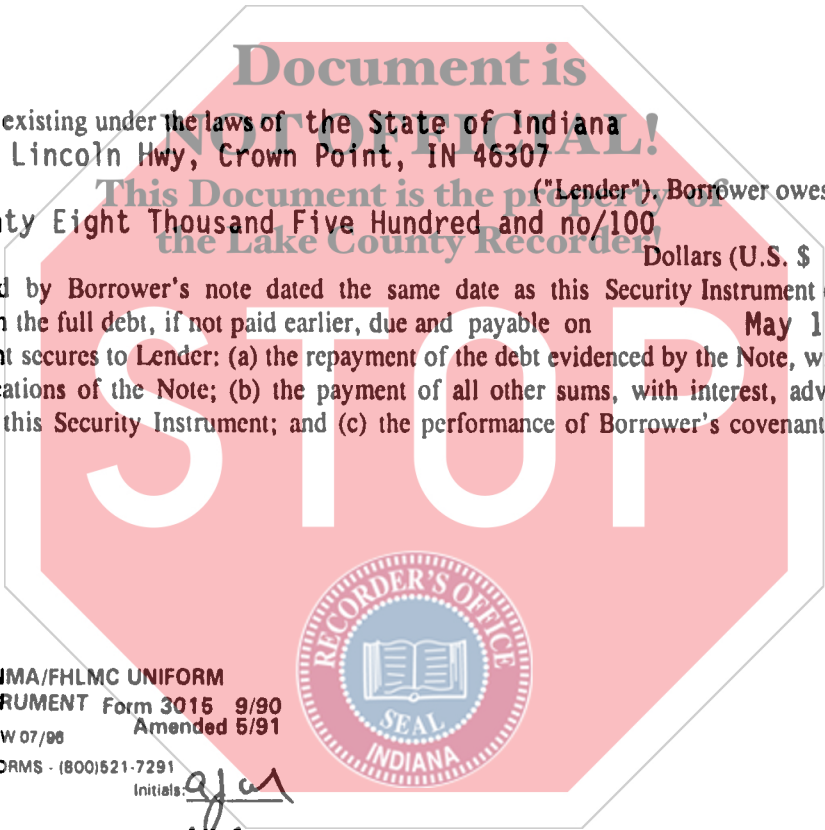 Document is
existing under the laws of the State of Indiana
NOT OFFICIAL!
Lincoln Hwy, Crown Point, IN 46307
This Document is the property of
("Lender"). Borrower owes
nty Eight Thousand Five Hundred and no/100
the Lake County Recorder!
Dollars (U.S. $
d by Borrower's note dated the same date as this Security Instrument
n the full debt, if not paid earlier, due and payable on May 1
nt secures to Lender: (a) the repayment of the debt evidenced by the Note, w
cations of the Note; (b) the payment of all other sums, with interest, adv
this Security Instrument; and (c) the performance of Borrower's covenant
STOP
RECORDER'S OFFICE
SEAL
INDIANA
NMA/FHLMC UNIFORM
RUMENT Form 3015 9/90
Amended 5/91
W 07/96
ORMS - (800)521-7291
Initials: